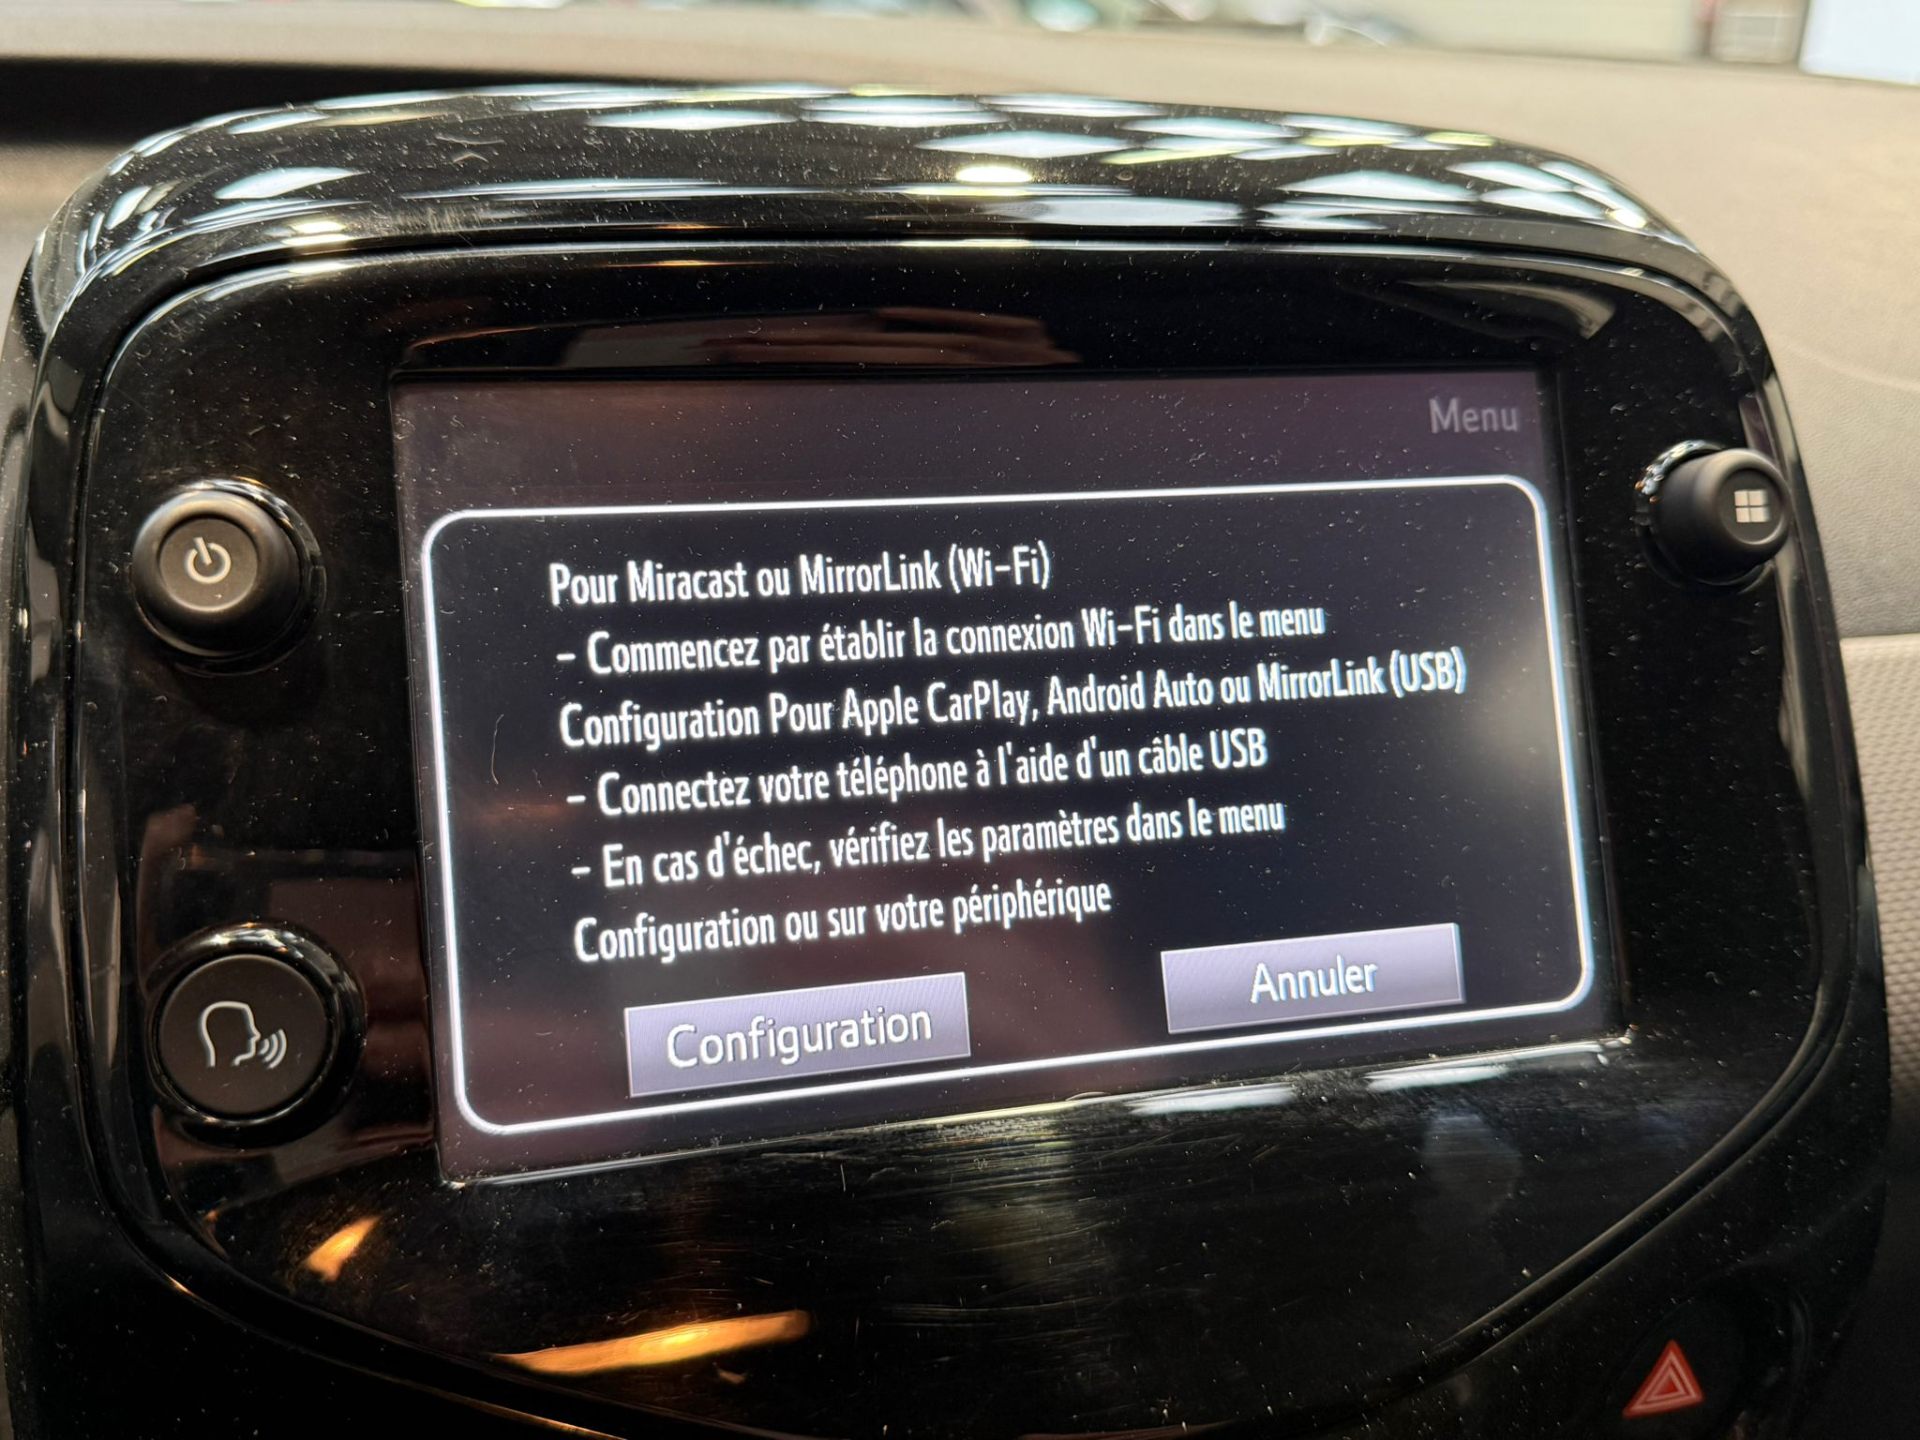 Menu
Pour Miracast ou MirrorLink (Wi-Fi)
- Commencez par établir la connexion Wi-Fi dans le menu
Configuration Pour Apple CarPlay, Android Auto ou MirrorLink (USB)
- Connectez votre téléphone à l'aide d'un câble USB
- En cas d'échec, vérifiez les paramètres dans le menu
Configuration ou sur votre périphérique
Configuration
Annuler